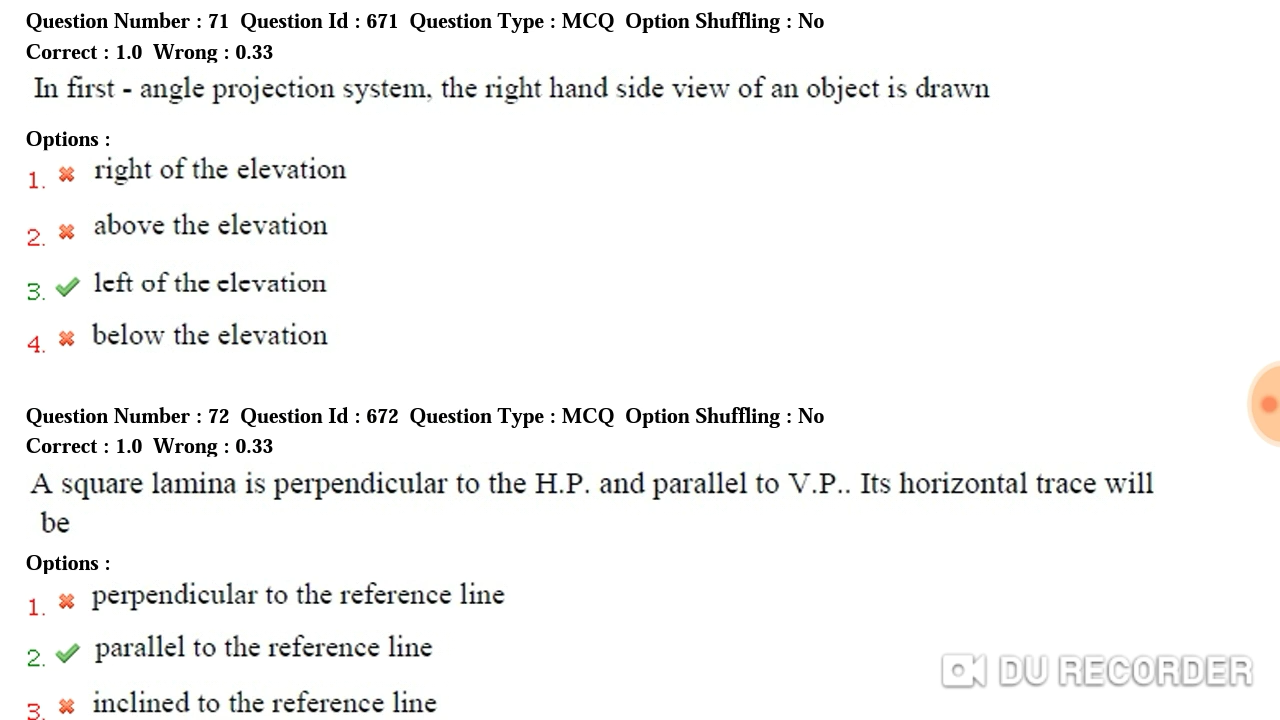 Question Number : 71 Question Id : 671 Question Type : MCQ Option Shuffling : No
Correct : 1.0 Wrong : 0.33
In first - angle projection system, the right hand side view of an object is drawn
Options :
1. ✖ right of the elevation
2. ✖ above the elevation
3. ✔ left of the elevation
4. ✖ below the elevation
Question Number : 72 Question Id : 672 Question Type : MCQ Option Shuffling : No
Correct : 1.0 Wrong : 0.33
A square lamina is perpendicular to the H.P. and parallel to V.P.. Its horizontal trace will
be
Options :
1. ✖ perpendicular to the reference line
2. ✔ parallel to the reference line
3. ✖ inclined to the reference line
DU RECORDER